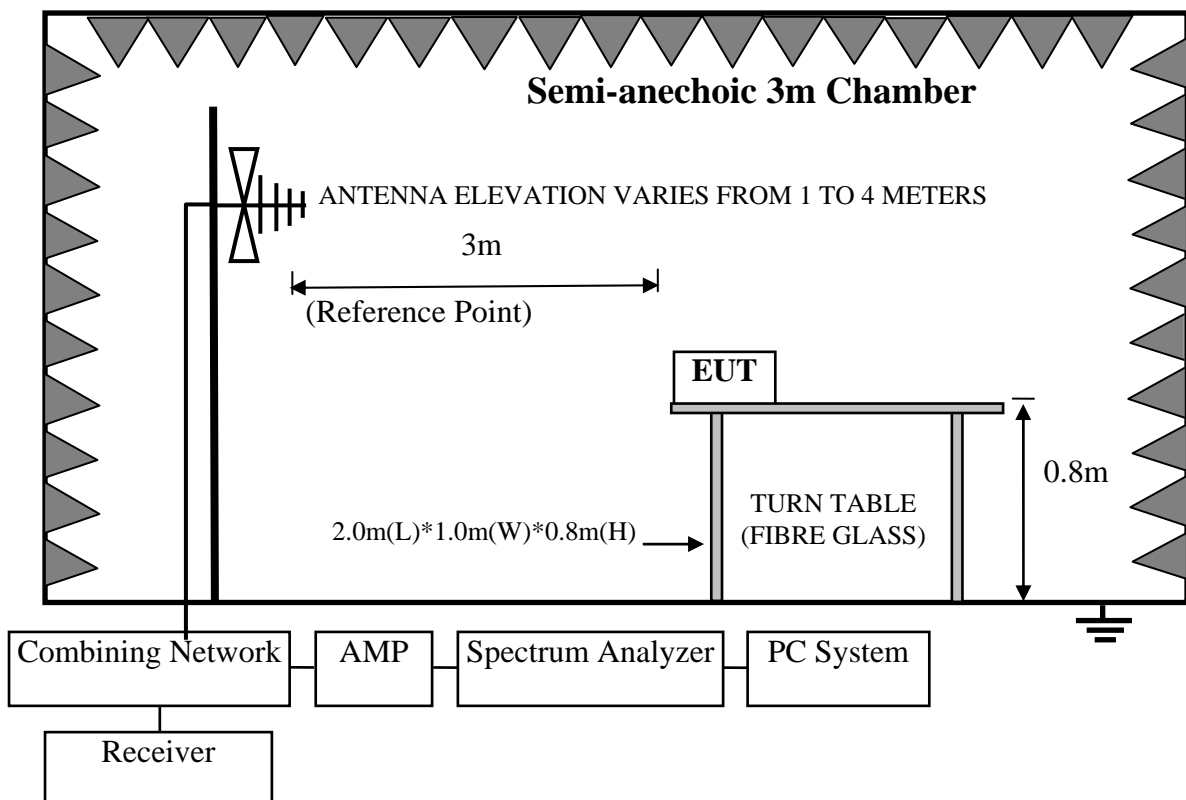 Semi-anechoic 3m Chamber
ANTENNA ELEVATION VARIES FROM 1 TO 4 METERS
3m
(Reference Point)
EUT
0.8m
TURN TABLE
(FIBRE GLASS)
2.0m(L)*1.0m(W)*0.8m(H)
Combining Network
AMP
Spectrum Analyzer
PC System
Receiver